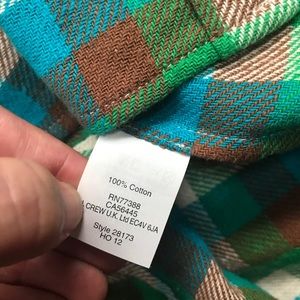 100% Cotton
RN77388
CA56445
CREW U.K. Ltd EC4V 6JA
Style 28173
HO 12